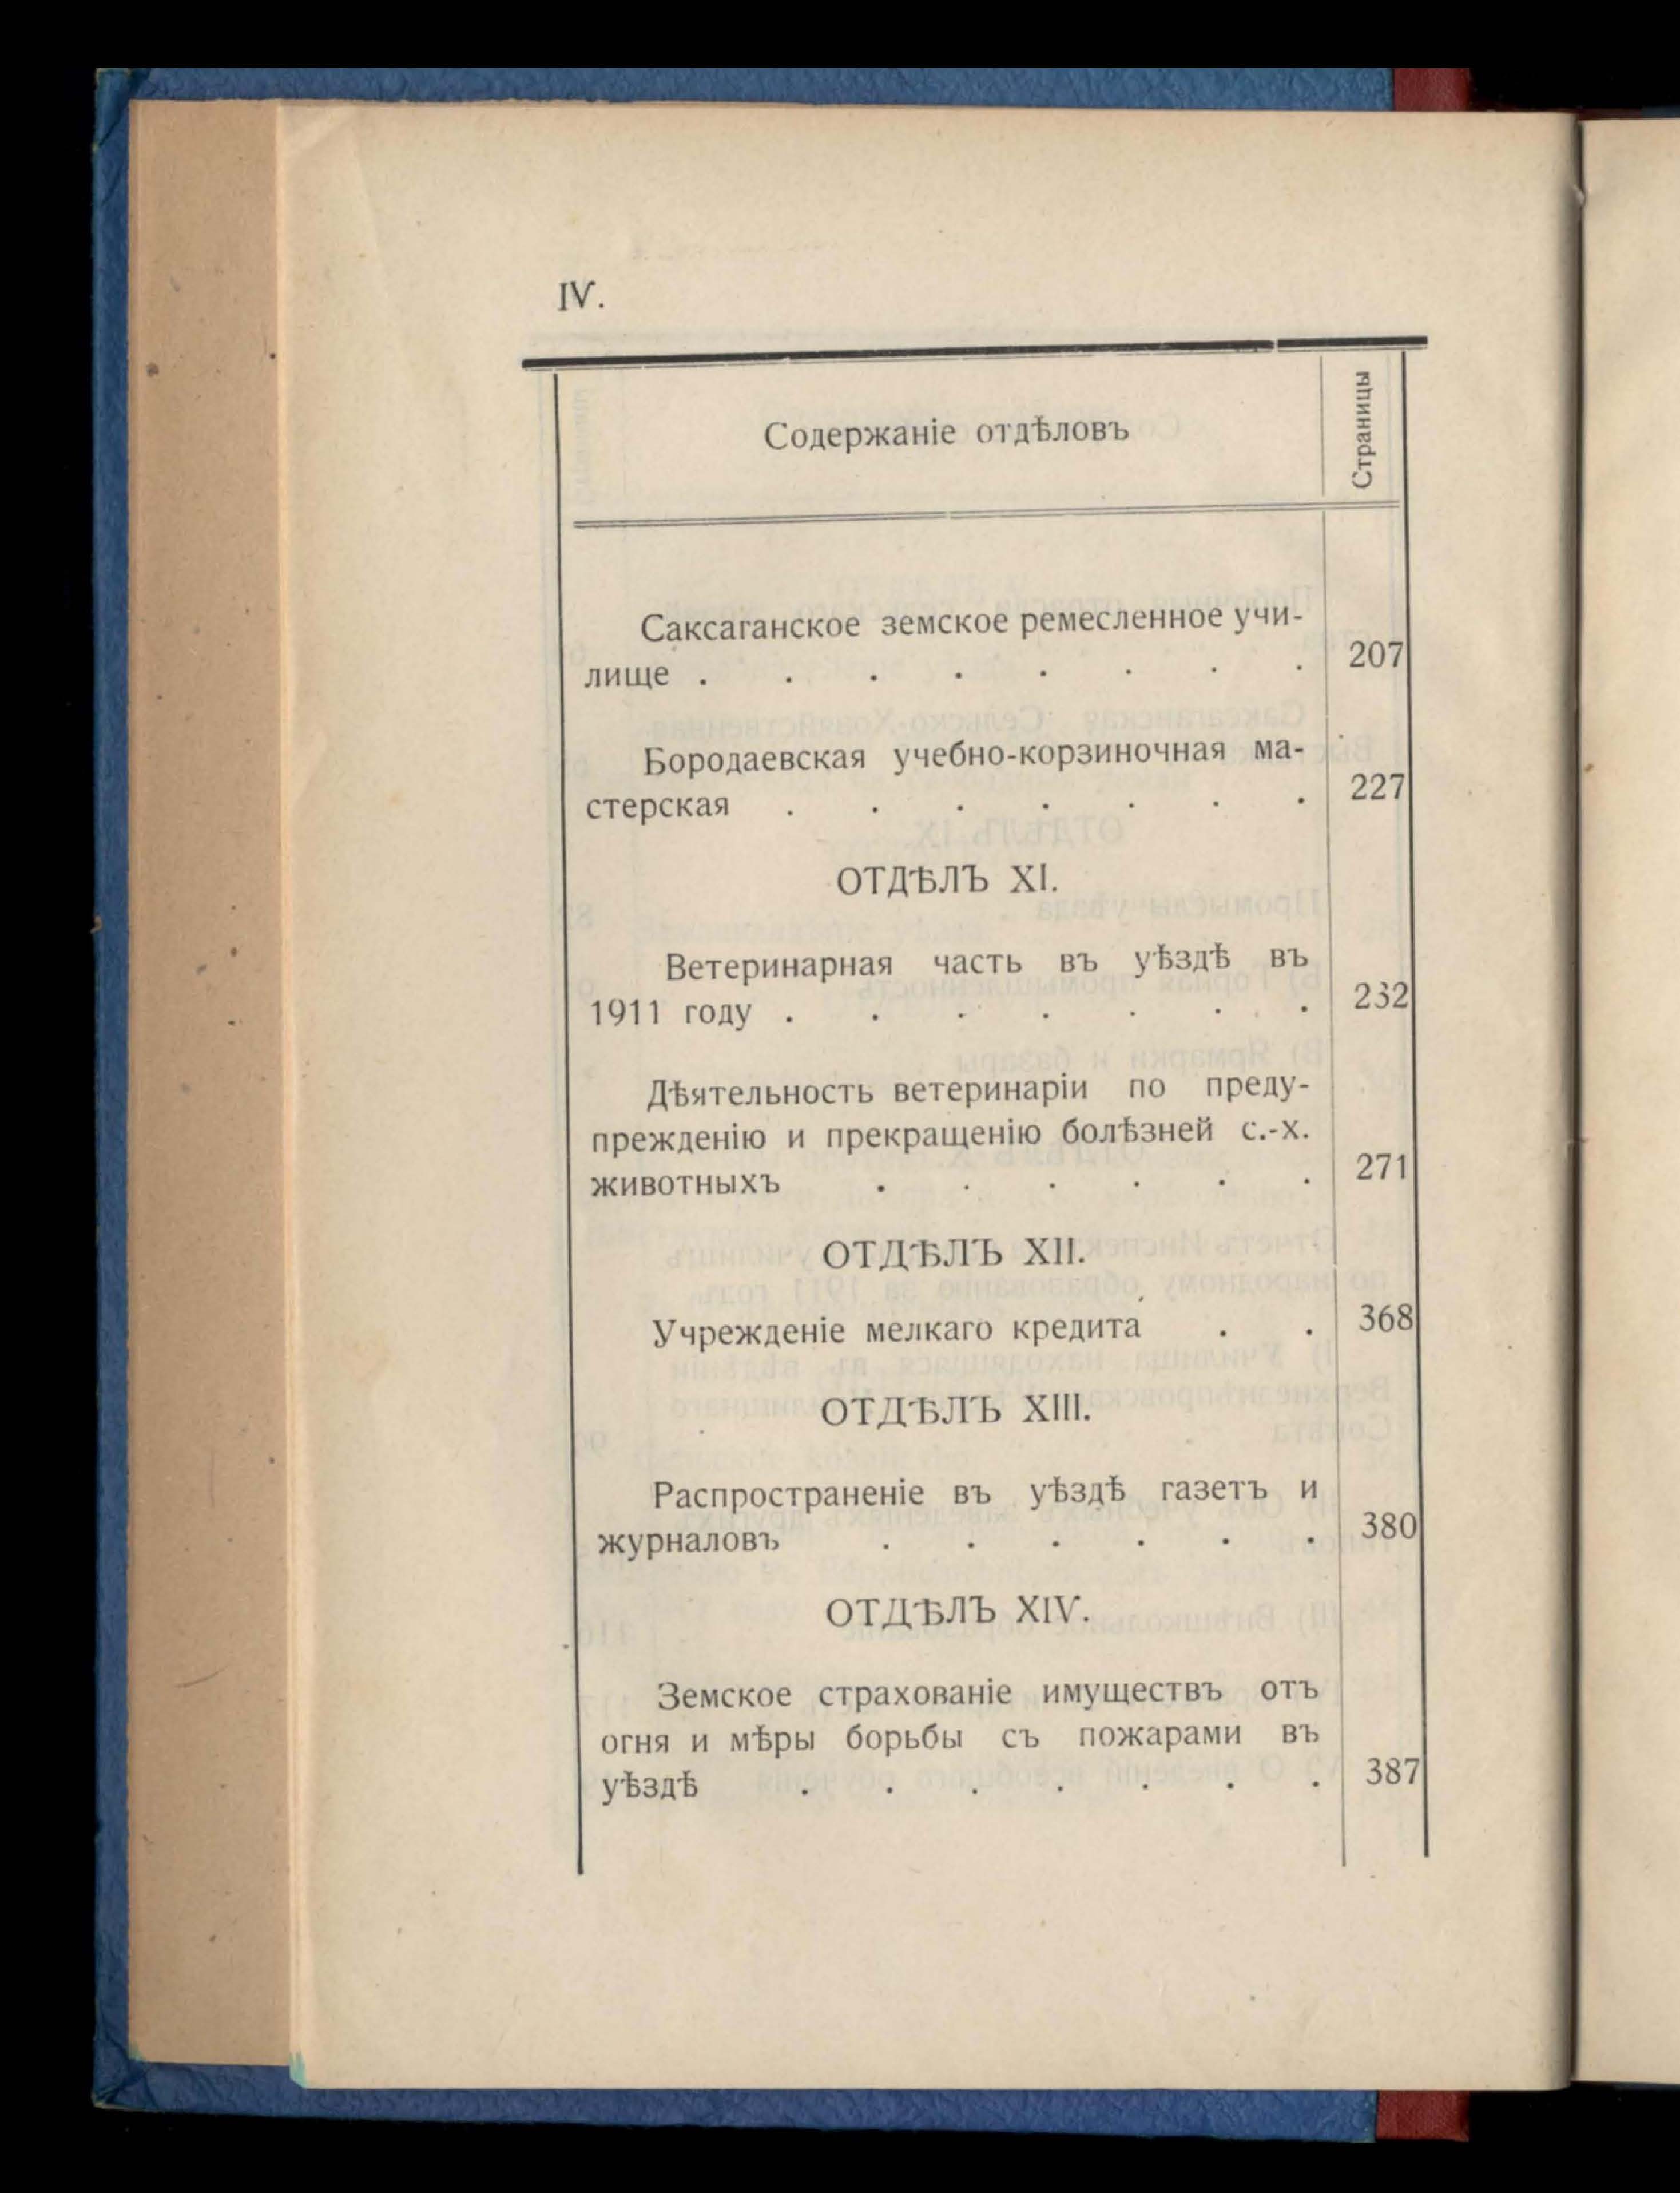 IV.
Содержаніе отдѣловъ
Страницы
Саксаганское земское ремесленное учи-
лище . . . . . . . . 207
Бородаевская учебно-корзиночная ма-
стерская . . . . . . . 227
ОТДѢЛЪ XI.
Ветеринарная часть въ уѣздѣ въ
1911 году . . . . . . . 232
Дѣятельность ветеринаріи по преду-
прежденію и прекращенію болѣзней с.-х.
животныхъ . . . . . . 271
ОТДѢЛЪ XII.
Учрежденіе мелкаго кредита . . 368
ОТДѢЛЪ XIII.
Распространеніе въ уѣздѣ газетъ и
журналовъ . . . . . . 380
ОТДѢЛЪ XIV.
Земское страхованіе имуществъ отъ
огня и мѣры борьбы съ пожарами въ
уѣздѣ . . . . . . . 387